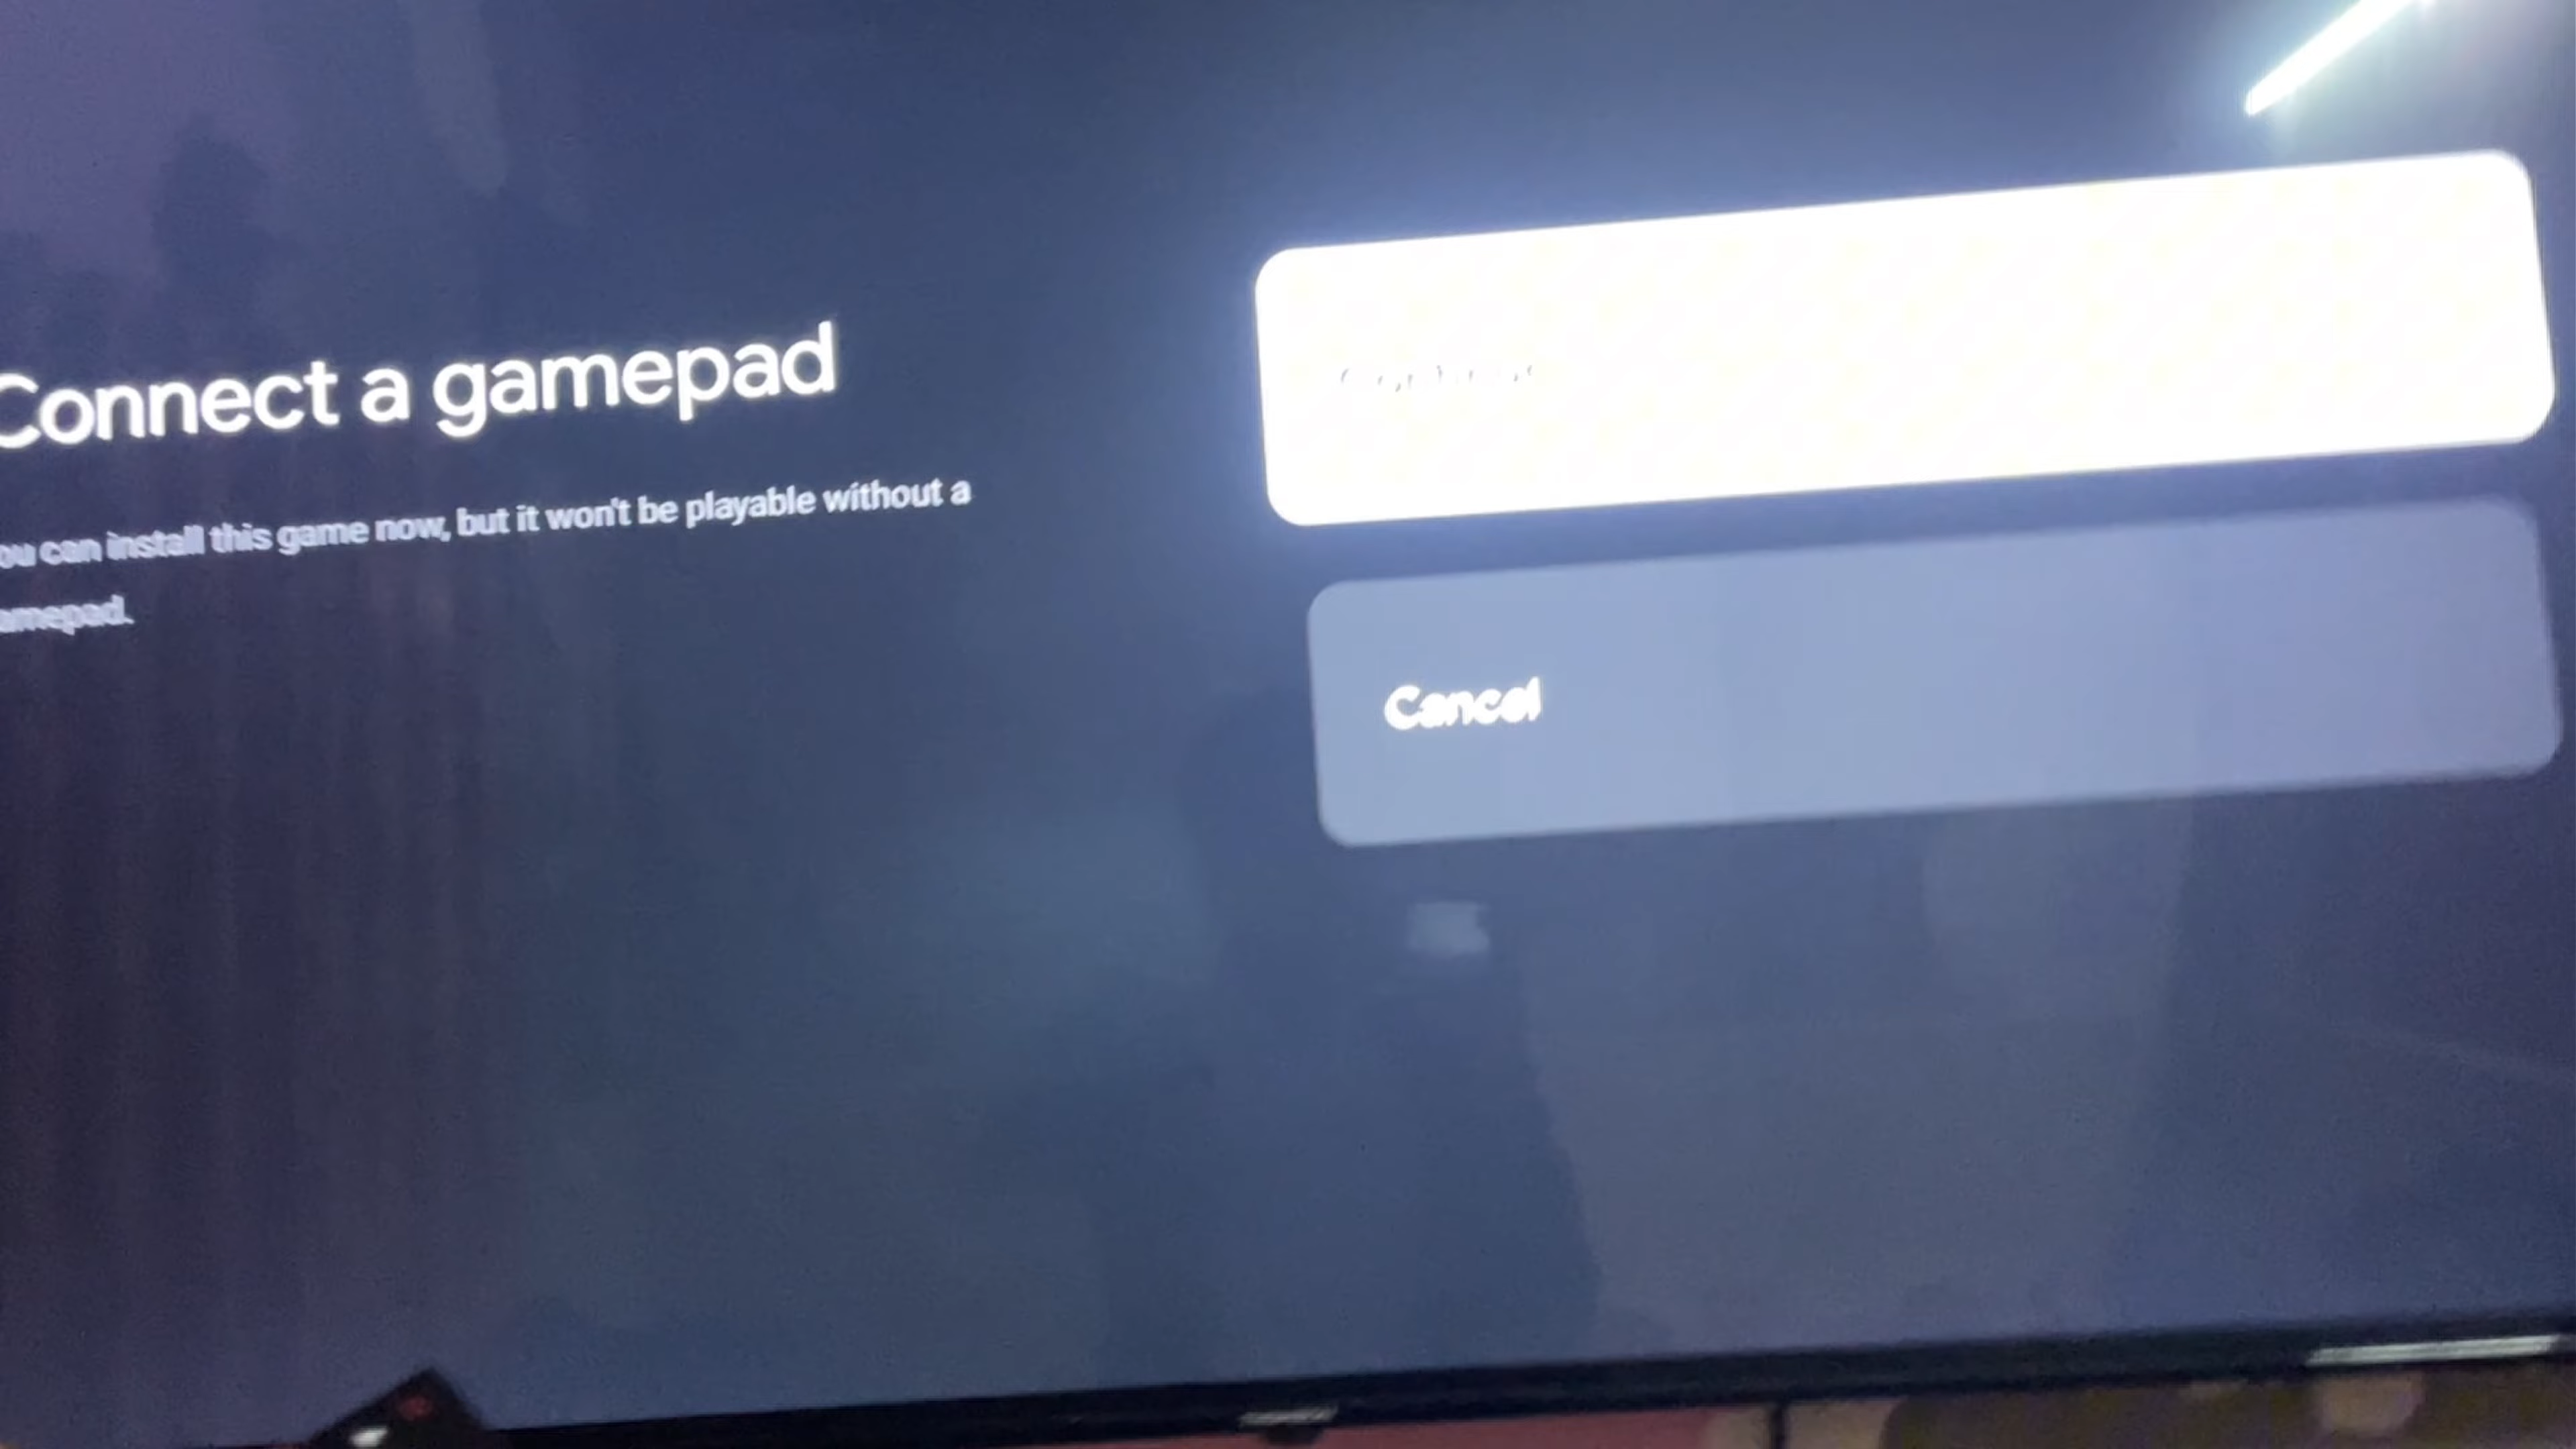 Connect a gamepad
ou can install this game now, but it won't be playable without a
amepad.
Cancel